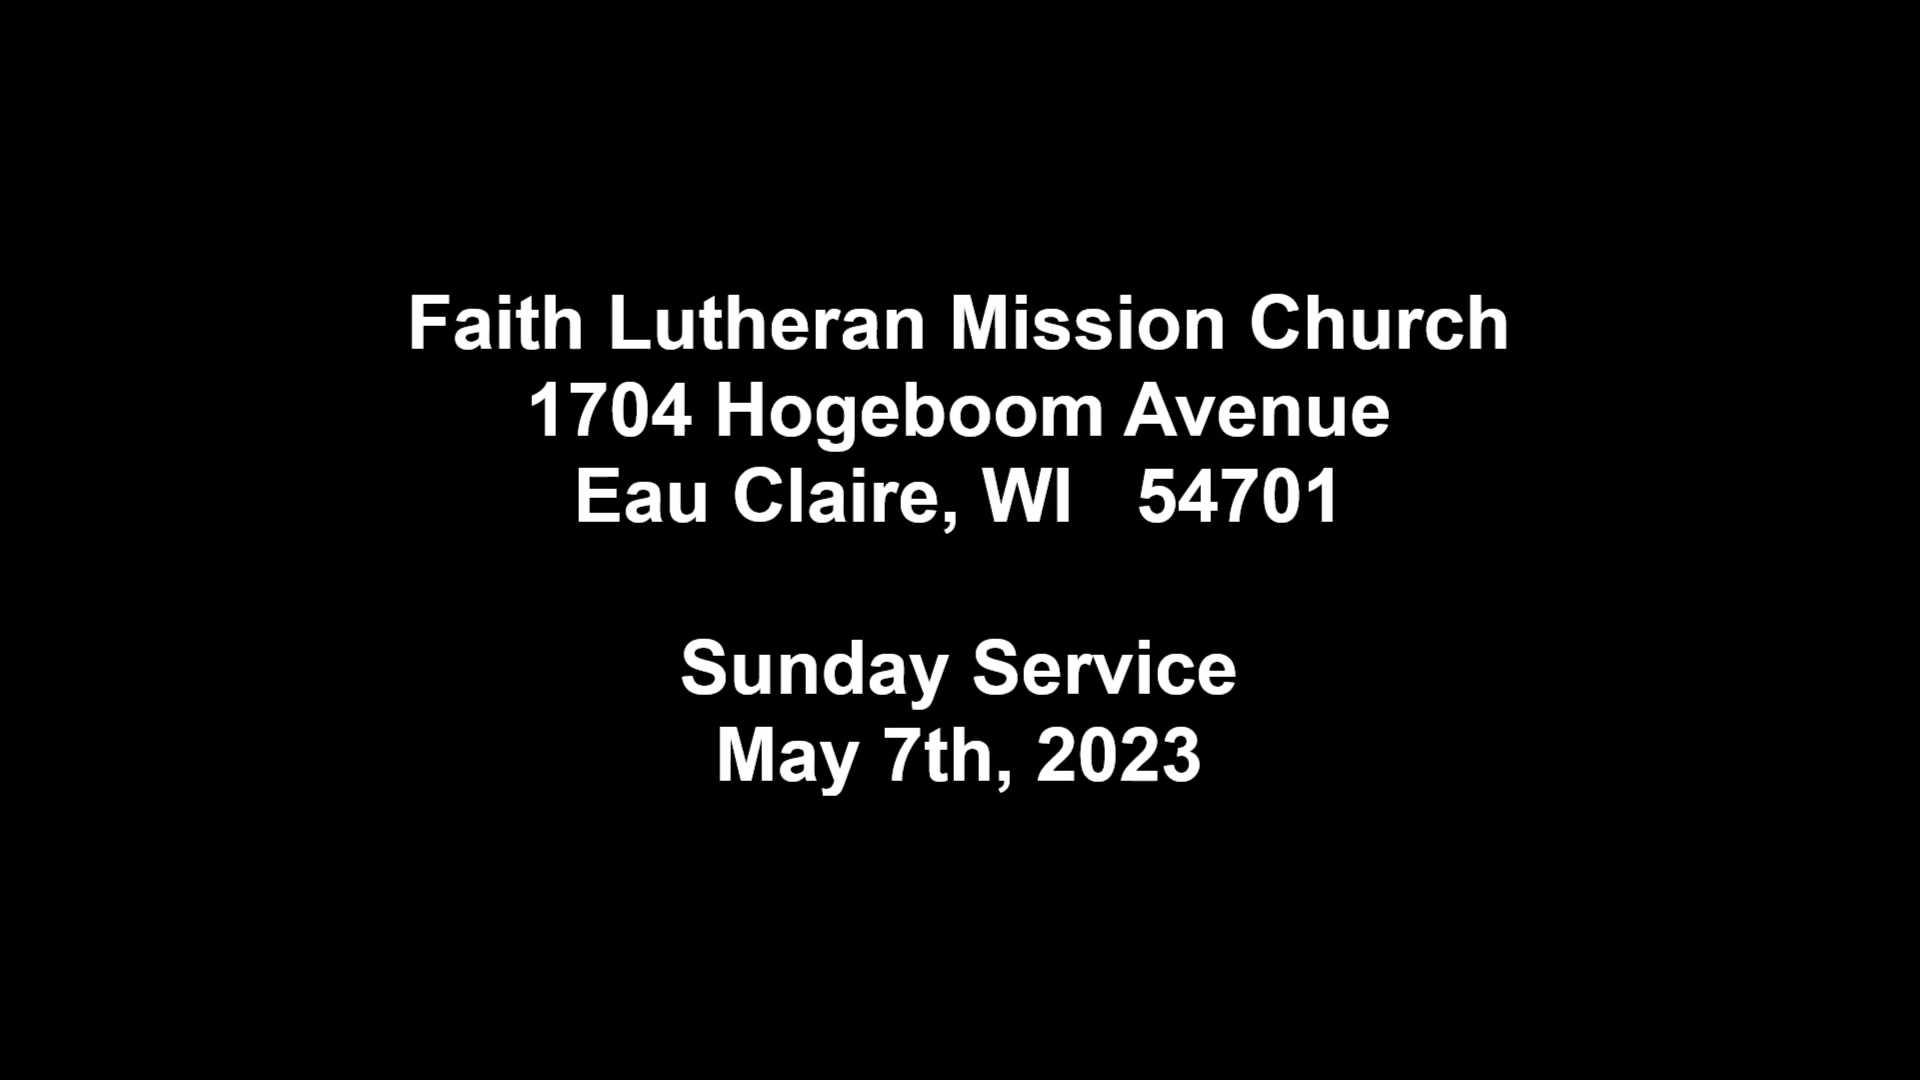 Faith Lutheran Mission Church
1704 Hogeboom Avenue
Eau Claire, WI   54701
Sunday Service
May 7th, 2023